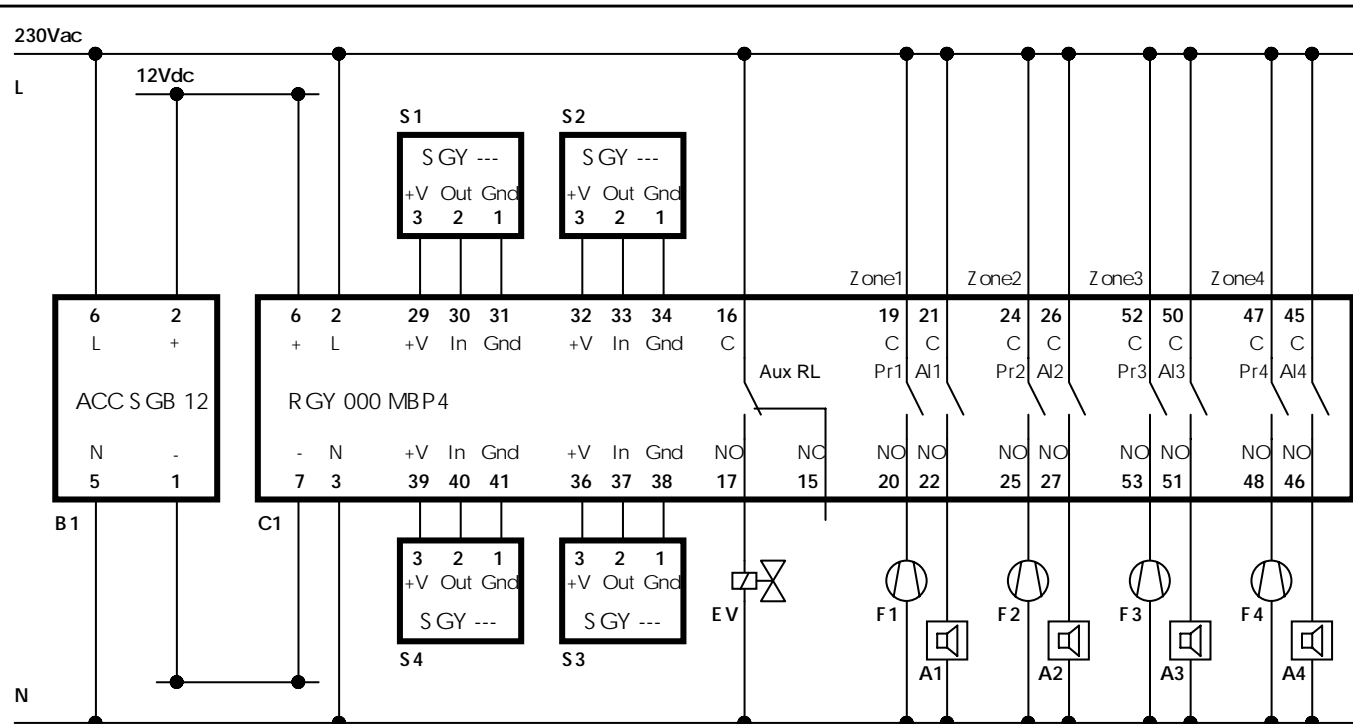 230Vac
L
12Vdc
S1 S2
SGY --- SGY ---
+V Out Gnd +V Out Gnd
3 2 1 3 2 1
Zone1 Zone2 Zone3 Zone4
6 2 6 2 29 30 31 32 33 34 16 19 21 24 26 52 50 47 45
L + + L +V In Gnd +V In Gnd C C C C C C C C C
ACC SGB 12 RGY 000 MBP4 Aux RL Pr1 Al1 Pr2 Al2 Pr3 Al3 Pr4 Al4
N - - N +V In Gnd +V In Gnd NO NC NO NO NO NO NO NO NO NO
5 1 7 3 39 40 41 36 37 38 17 15 20 22 25 27 53 51 48 46
B1 C1
3 2 1 3 2 1
+V Out Gnd +V Out Gnd
SGY --- SGY ---
S4 S3
EV F1 F2 F3 F4
A1 A2 A3 A4
N